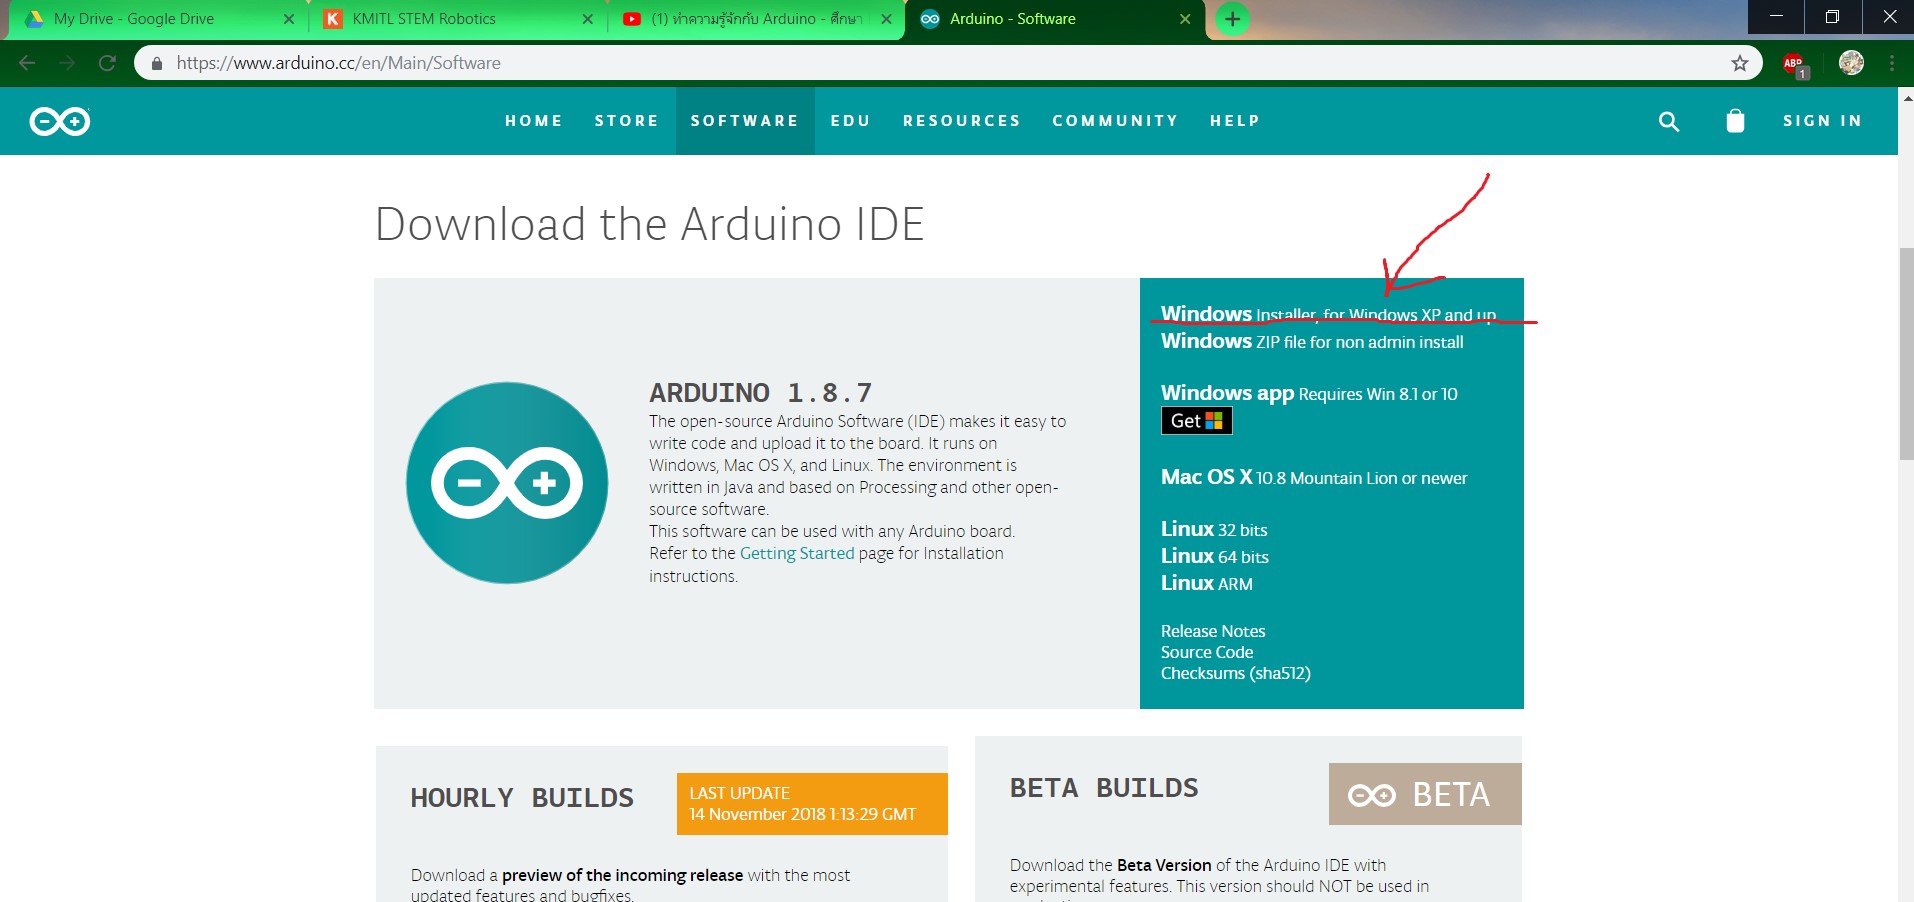 My Drive - Google Drive
KMITL STEM Robotics
(1) ทำความรู้จักกับ Arduino - ศึกษา
Arduino - Software
https://www.arduino.cc/en/Main/Software
ABP
1
HOME STORE SOFTWARE EDU RESOURCES COMMUNITY HELP SIGN IN
Download the Arduino IDE
ARDUINO 1.8.7
The open-source Arduino Software (IDE) makes it easy to
write code and upload it to the board. It runs on
Windows, Mac OS X, and Linux. The environment is
written in Java and based on Processing and other open-
source software.
This software can be used with any Arduino board.
Refer to the Getting Started page for Installation
instructions.
Windows Installer, for Windows XP and up
Windows ZIP file for non admin install
Windows app Requires Win 8.1 or 10
Get
Mac OS X 10.8 Mountain Lion or newer
Linux 32 bits
Linux 64 bits
Linux ARM
Release Notes
Source Code
Checksums (sha512)
HOURLY BUILDS
LAST UPDATE
14 November 2018 1:13:29 GMT
Download a preview of the incoming release with the most
updated features and bugfixes.
BETA BUILDS
BETA
Download the Beta Version of the Arduino IDE with
experimental features. This version should NOT be used in